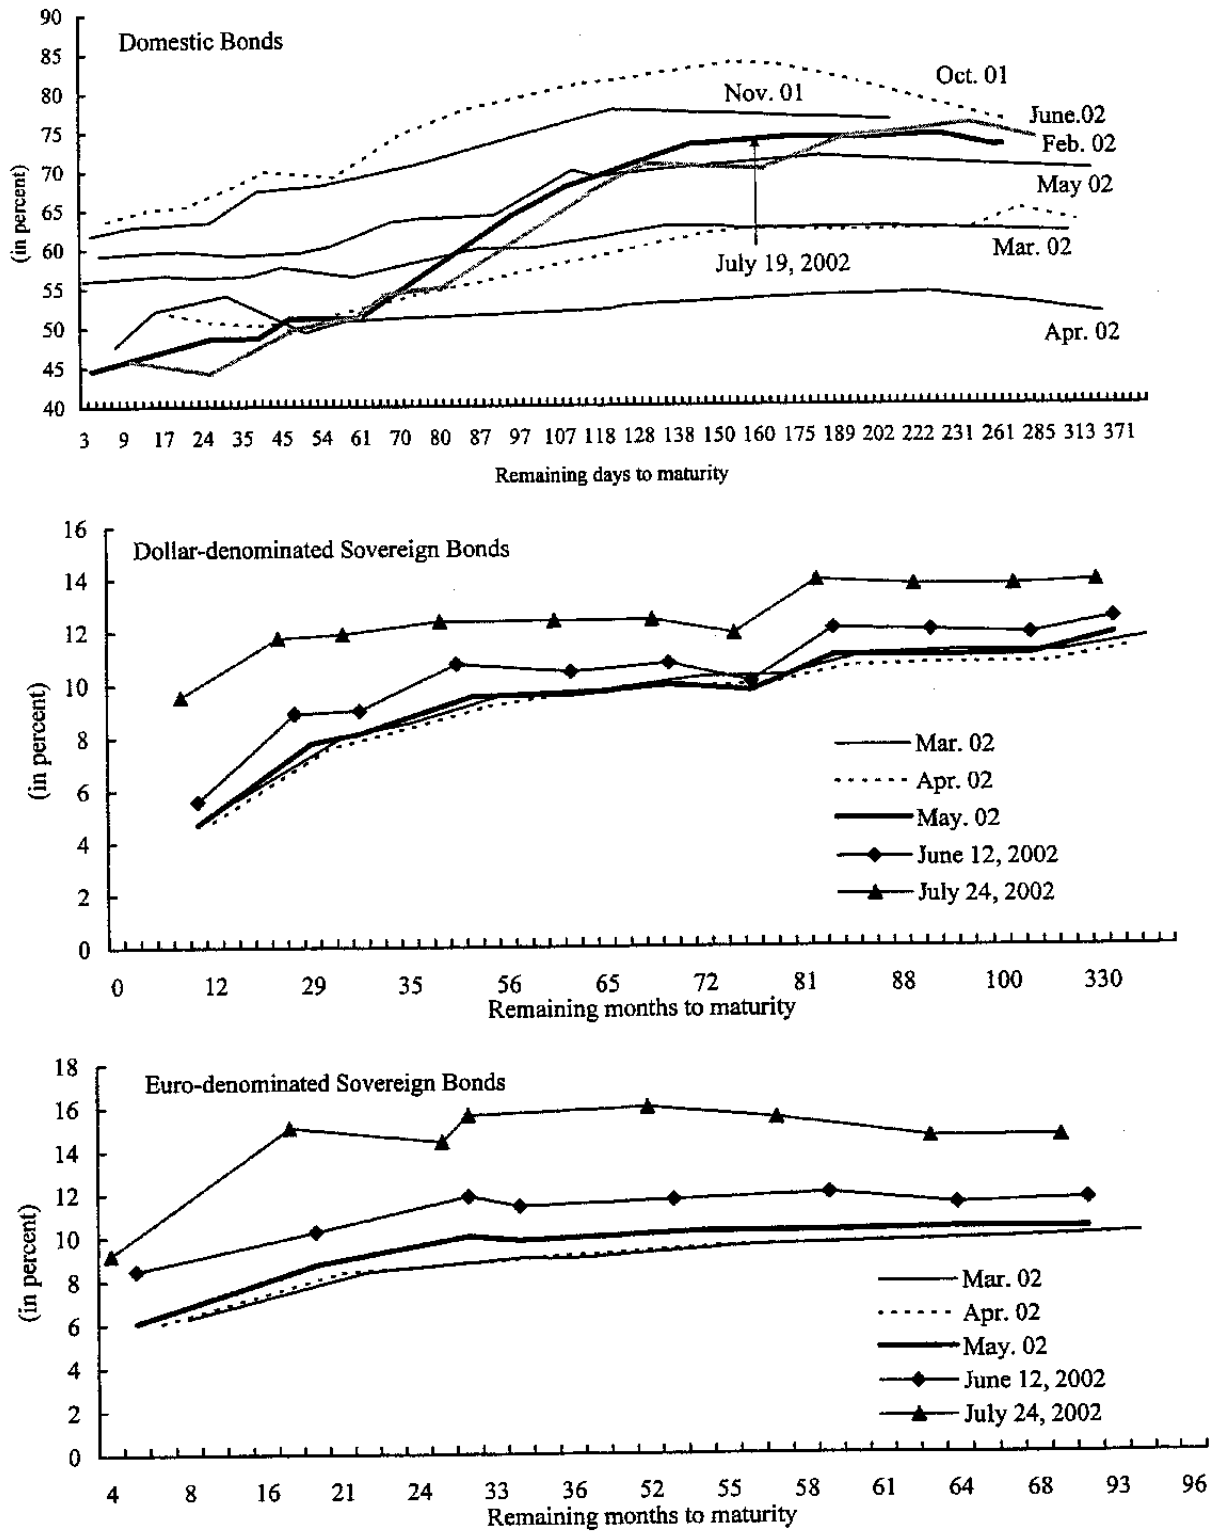 Domestic Bonds
90
85
80
75
70
65
60
55
50
45
40
(in percent)
Oct. 01
Nov. 01
June.02
Feb. 02
May 02
Mar. 02
July 19, 2002
Apr. 02
3 9 17 24 35 45 54 61 70 80 87 97 107 118 128 138 150 160 175 189 202 222 231 261 285 313 371
Remaining days to maturity
Dollar-denominated Sovereign Bonds
16
14
12
10
8
6
4
2
0
(in percent)
Mar. 02
Apr. 02
May. 02
June 12, 2002
July 24, 2002
0 12 29 35 56 65 72 81 88 100 330
Remaining months to maturity
Euro-denominated Sovereign Bonds
18
16
14
12
10
8
6
4
2
0
(in percent)
Mar. 02
Apr. 02
May. 02
June 12, 2002
July 24, 2002
4 8 16 21 24 33 36 52 55 58 61 64 68 93 96
Remaining months to maturity